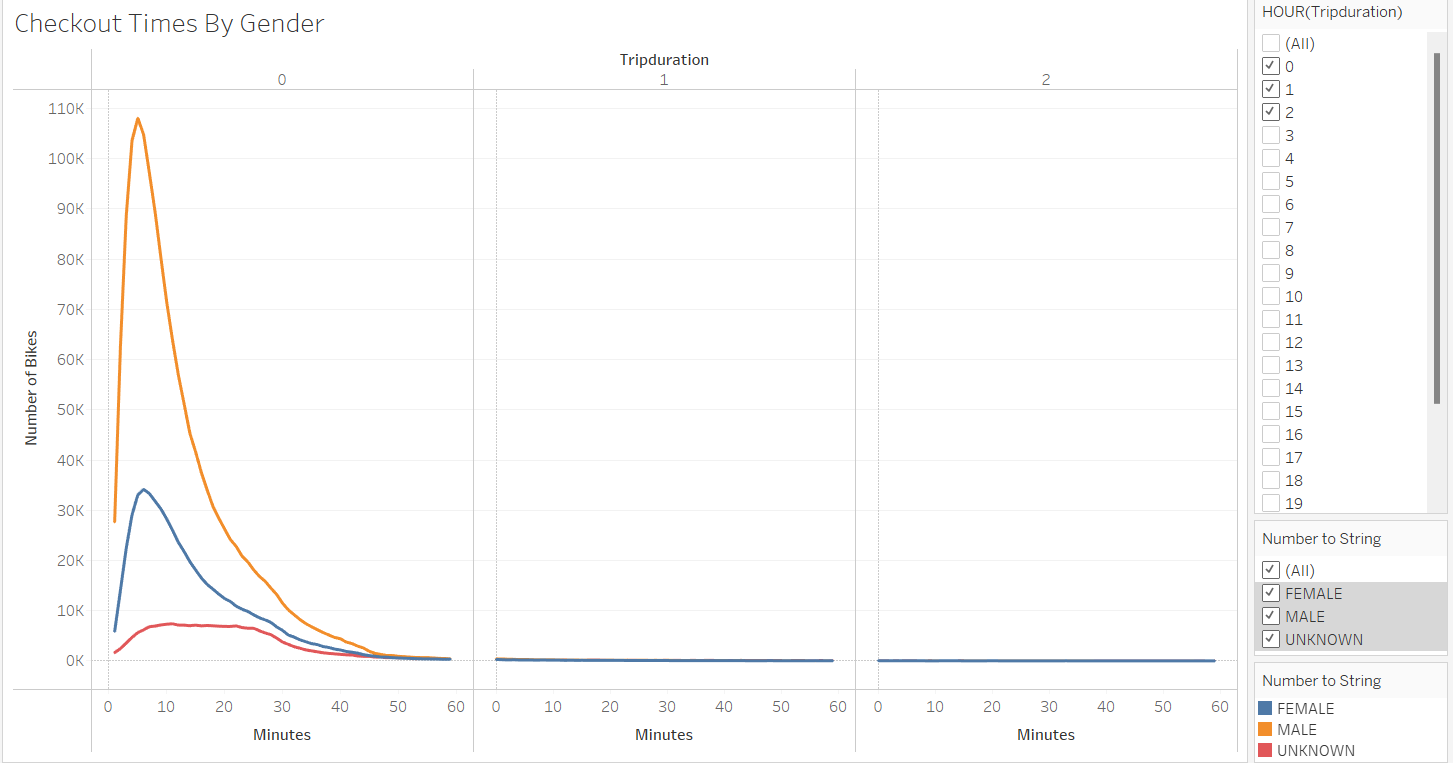 Checkout Times By Gender
Tripduration
0 1 2
110K
100K
90K
80K
70K
60K
50K
40K
30K
20K
10K
0K
Number of Bikes
0 10 20 30 40 50 60
0 10 20 30 40 50 60
0 10 20 30 40 50 60
Minutes Minutes Minutes
HOUR(Tripduration)
(All)
0
1
2
3
4
5
6
7
8
9
10
11
12
13
14
15
16
17
18
19
Number to String
(All)
FEMALE
MALE
UNKNOWN
Number to String
FEMALE
MALE
UNKNOWN